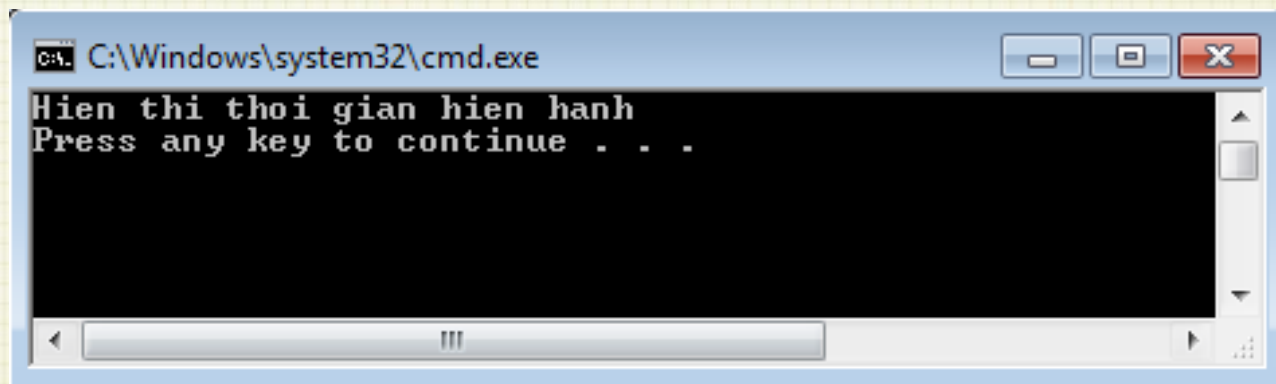 C:\Windows\system32\cmd.exe
Hien thi thoi gian hien hanh
Press any key to continue . . .